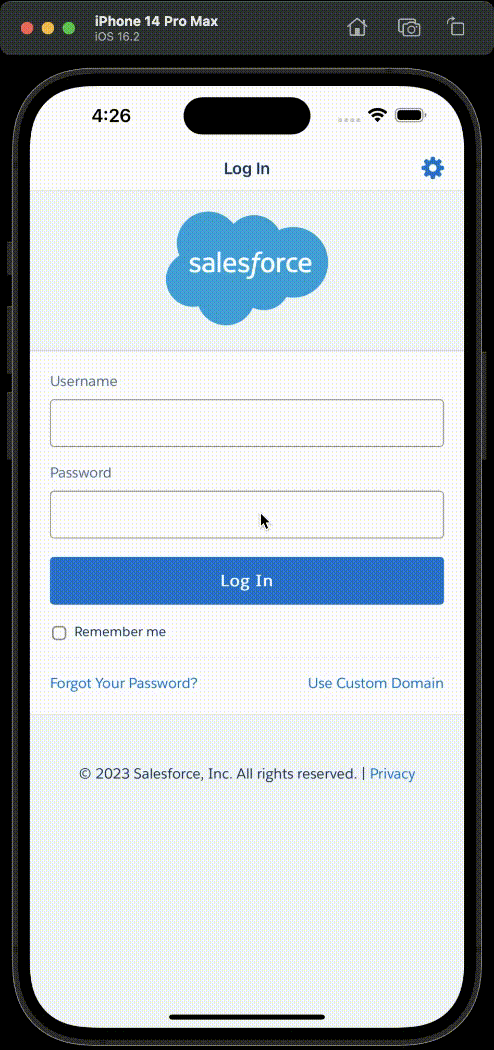 iPhone 14 Pro Max
iOS 16.2
4:26
Log In
salesforce
Username
Password
Log In
Remember me
Forgot Your Password? Use Custom Domain
© 2023 Salesforce, Inc. All rights reserved. | Privacy